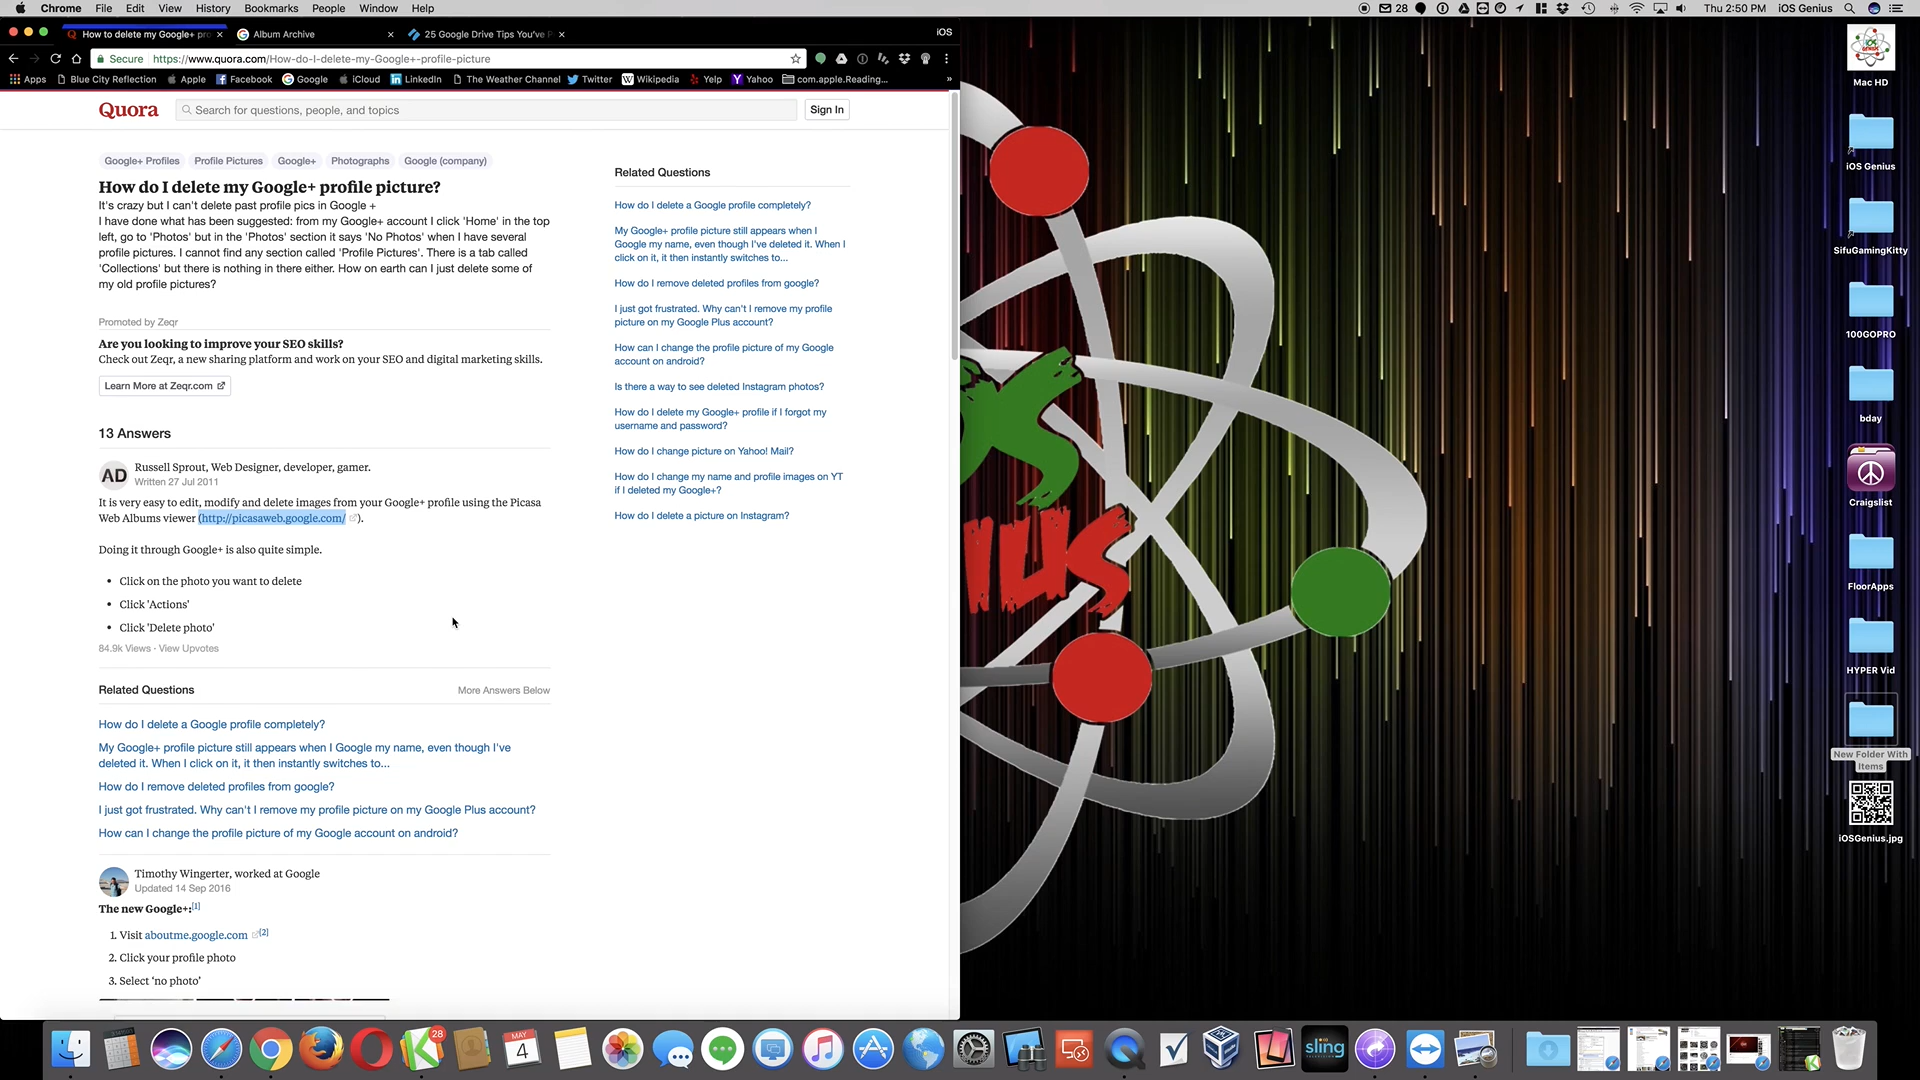 Chrome File Edit View History Bookmarks People Window Help
28 Thu 2:50 PM iOS Genius
How to delete my Google+ pro × Album Archive × 25 Google Drive Tips You've P × iOS
Secure https://www.quora.com/How-do-I-delete-my-Google+-profile-picture
Apps Blue City Reflection Apple Facebook Google iCloud LinkedIn The Weather Channel Twitter Wikipedia Yelp Yahoo com.apple.Reading... »
Quora Search for questions, people, and topics Sign In
Google+ Profiles Profile Pictures Google+ Photographs Google (company)
How do I delete my Google+ profile picture?
It's crazy but I can't delete past profile pics in Google +
I have done what has been suggested: from my Google+ account I click 'Home' in the top
left, go to 'Photos' but in the 'Photos' section it says 'No Photos' when I have several
profile pictures. I cannot find any section called 'Profile Pictures'. There is a tab called
'Collections' but there is nothing in there either. How on earth can I just delete some of
my old profile pictures?
Promoted by Zeqr
Are you looking to improve your SEO skills?
Check out Zeqr, a new sharing platform and work on your SEO and digital marketing skills.
Learn More at Zeqr.com
13 Answers
AD
Russell Sprout, Web Designer, developer, gamer.
Written 27 Jul 2011
It is very easy to edit, modify and delete images from your Google+ profile using the Picasa
Web Albums viewer (http://picasaweb.google.com/ ).
Doing it through Google+ is also quite simple.
• Click on the photo you want to delete
• Click 'Actions'
• Click 'Delete photo'
84.9k Views · View Upvotes
Related Questions More Answers Below
How do I delete a Google profile completely?
My Google+ profile picture still appears when I Google my name, even though I've
deleted it. When I click on it, it then instantly switches to...
How do I remove deleted profiles from google?
I just got frustrated. Why can't I remove my profile picture on my Google Plus account?
How can I change the profile picture of my Google account on android?
Timothy Wingerter, worked at Google
Updated 14 Sep 2016
The new Google+:[1]
1. Visit aboutme.google.com [2]
2. Click your profile photo
3. Select 'no photo'
Related Questions
How do I delete a Google profile completely?
My Google+ profile picture still appears when I
Google my name, even though I've deleted it. When I
click on it, it then instantly switches to...
How do I remove deleted profiles from google?
I just got frustrated. Why can't I remove my profile
picture on my Google Plus account?
How can I change the profile picture of my Google
account on android?
Is there a way to see deleted Instagram photos?
How do I delete my Google+ profile if I forgot my
username and password?
How do I change picture on Yahoo! Mail?
How do I change my name and profile images on YT
if I deleted my Google+?
How do I delete a picture on Instagram?
Mac HD
iOS Genius
SifuGamingKitty
100GOPRO
bday
Craigslist
FloorApps
HYPER Vid
New Folder With
Items
iOSGenius.jpg
28
MAY
4
sling